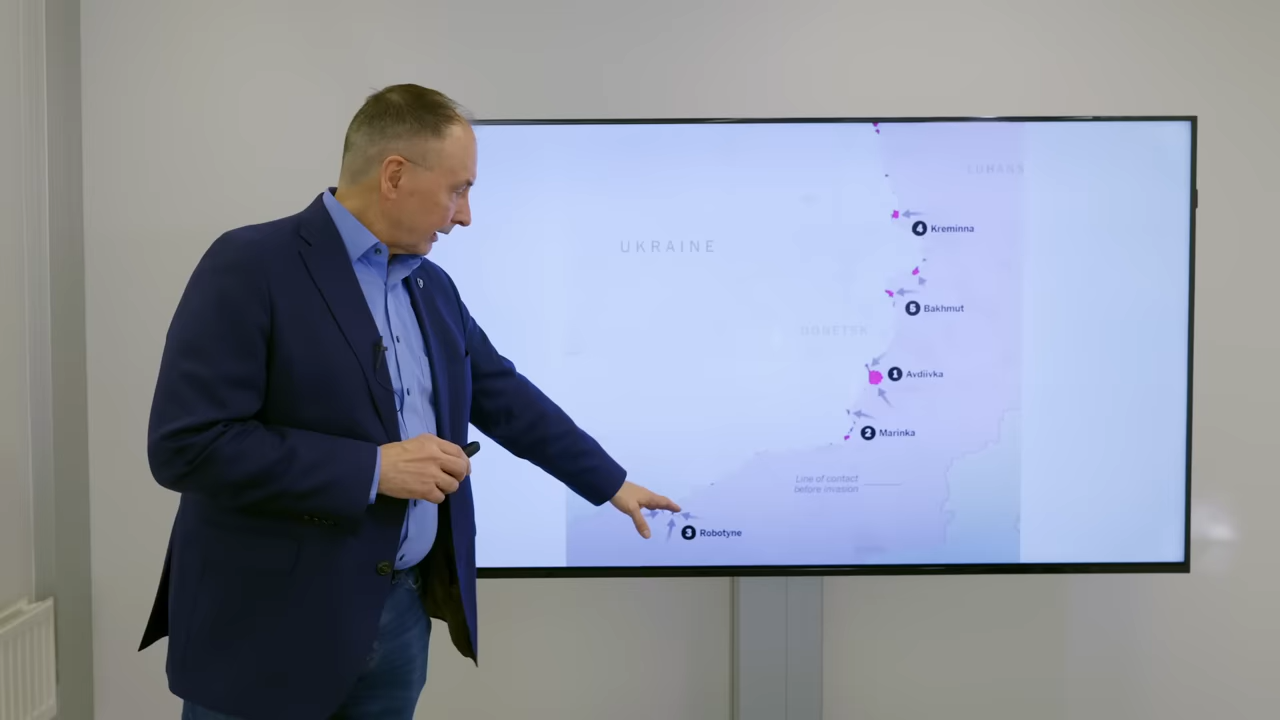 LUHANS
4 Kreminna
UKRAINE
5 Bakhmut
DONETSK
1 Avdiivka
2 Marinka
Line of contact
before invasion
3 Robotyne